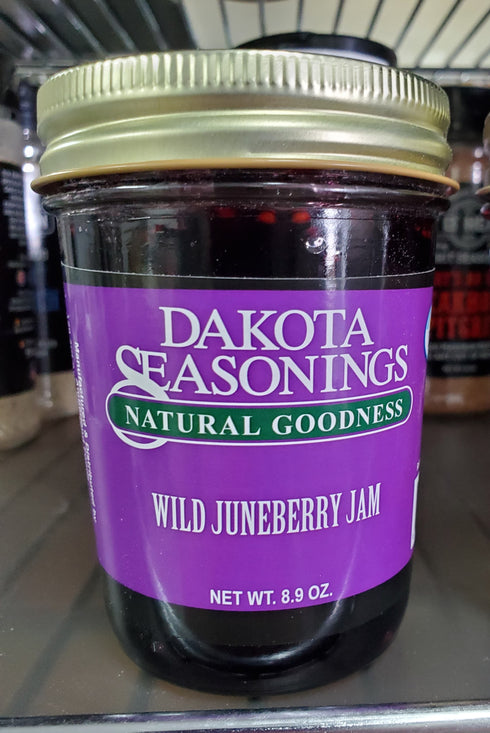 DAKOTA
SEASONINGS
NATURAL GOODNESS
WILD JUNEBERRY JAM
NET WT. 8.9 OZ.